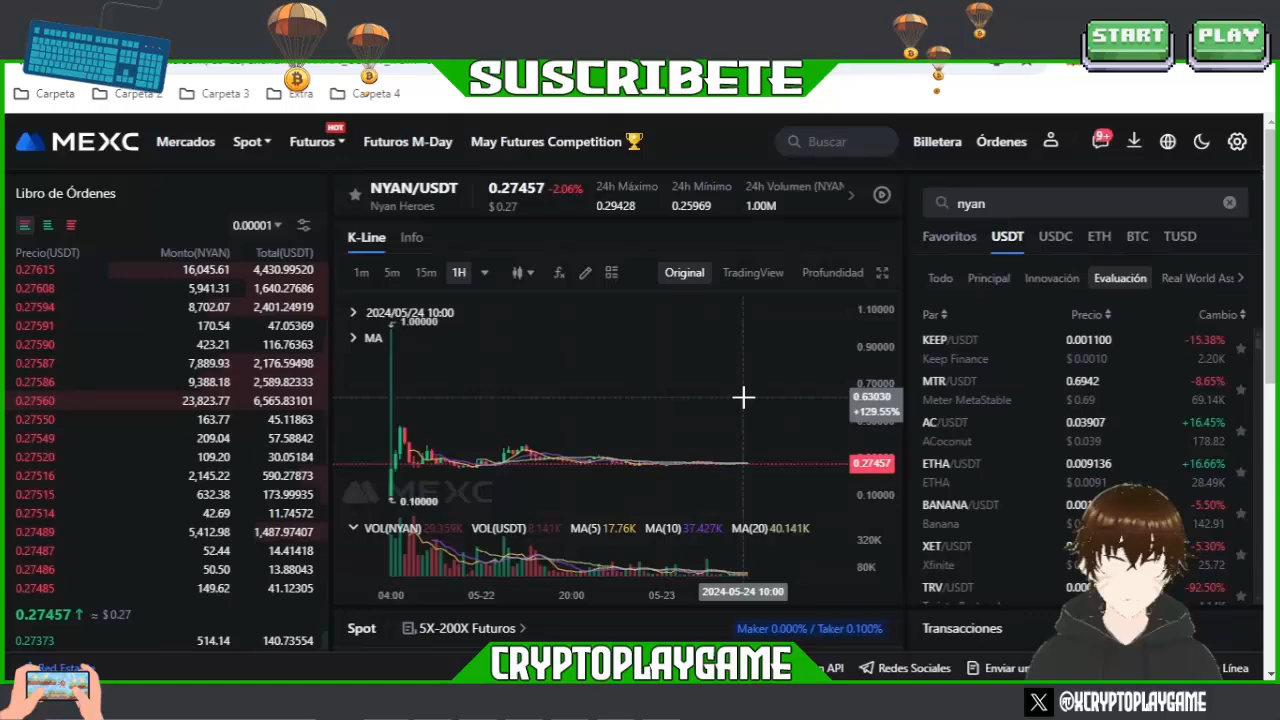 START
PLAY
SUSCRIBETE
Carpeta
Carpeta 2
Carpeta 3
Extra
Carpeta 4
MEXC
Mercados
Spot
HOT
Futuros
Futuros M-Day
May Futures Competition
Buscar
Billetera
Órdenes
9+
Libro de Órdenes
0.00001
Precio(USDT) Monto(NYAN) Total(USDT)
0.27615 16,045.61 4,430.99520
0.27608 5,941.31 1,640.27686
0.27594 8,702.07 2,401.24919
0.27591 170.54 47.05369
0.27590 423.21 116.76363
0.27587 7,889.93 2,176.59498
0.27586 9,388.18 2,589.82333
0.27560 23,823.77 6,565.83101
0.27550 163.77 45.11863
0.27549 209.04 57.58842
0.27520 109.20 30.05184
0.27516 2,145.22 590.27873
0.27515 632.38 173.99935
0.27514 42.69 11.74572
0.27489 5,412.98 1,487.97407
0.27487 52.44 14.41418
0.27486 50.50 13.88043
0.27485 149.62 41.12305
0.27457 ↑ ≈ $0.27
0.27373 514.14 140.73554
NYAN/USDT
Nyan Heroes
0.27457 -2.06%
$ 0.27
24h Máximo
0.29428
24h Mínimo
0.25969
24h Volumen (NYAN
1.00M
K-Line Info
1m 5m 15m 1H
Original TradingView Profundidad
2024/05/24 10:00
1.00000
MA
1.10000
0.90000
0.70000
0.63030
+129.55%
0.27457
0.10000
MEXC
0.10000
VOL(NYAN) VOL(USDT) MA(5) 17.76K MA(10) 37.427K MA(20) 40.141K
320K
80K
04:00 05-22 20:00 05-23 2024-05-24 10:00
Spot 5X-200X Futuros
Maker 0.000% / Taker 0.100%
nyan
Favoritos USDT USDC ETH BTC TUSD
Todo Principal Innovación Evaluación
Par Precio Cambio
KEEP/USDT 0.001100 -15.38%
Keep Finance $ 0.0010 2.20K
MTR/USDT 0.6942 -8.65%
Meter MetaStable $ 0.69 69.14K
AC/USDT 0.03907 +16.45%
ACoconut $ 0.039 178.82
ETHA/USDT 0.009136 +16.66%
ETHA $ 0.0091 28.49K
BANANA/USDT -5.50%
Banana 142.91
XET/USDT -5.30%
Xfinite 25.72
TRV/USDT -92.50%
Transacciones
API
Redes Sociales
Línea
CRYPTOPLAYGAME
X @XCRYPTOPLAYGAME